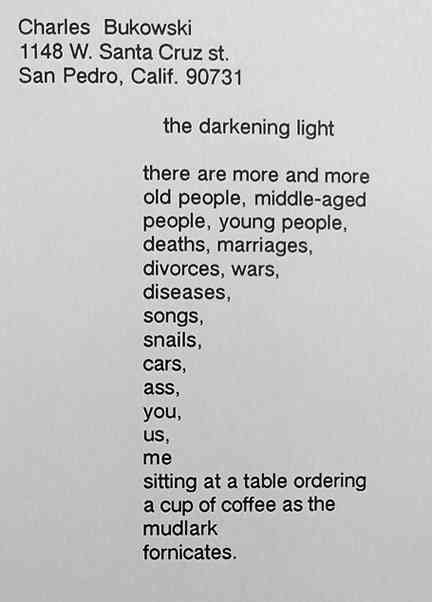 Charles Bukowski
1148 W. Santa Cruz st.
San Pedro, Calif. 90731
the darkening light
there are more and more
old people, middle-aged
people, young people,
deaths, marriages,
divorces, wars,
diseases,
songs,
snails,
cars,
ass,
you,
us,
me
sitting at a table ordering
a cup of coffee as the
mudlark
fornicates.